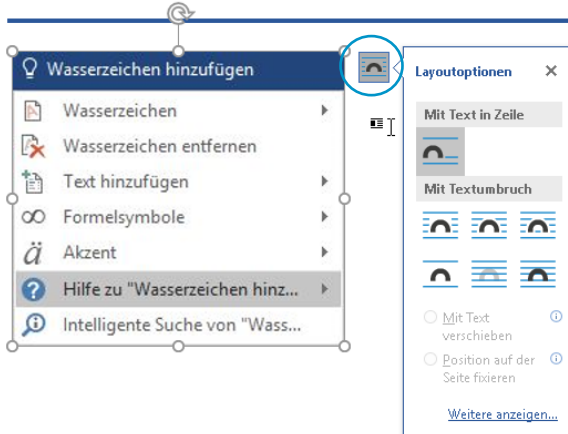 Wasserzeichen hinzufügen
Wasserzeichen
Wasserzeichen entfernen
Text hinzufügen
Formelsymbole
Akzent
Hilfe zu "Wasserzeichen hinz...
Intelligente Suche von "Wass...
Layoutoptionen
Mit Text in Zeile
Mit Textumbruch
Mit Text
verschieben
Position auf der
Seite fixieren
Weitere anzeigen...